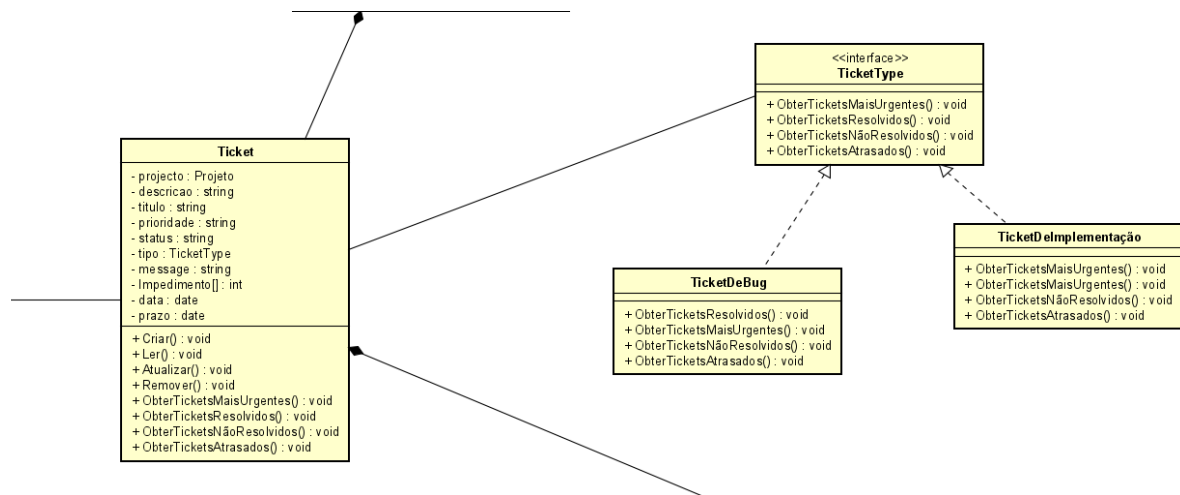 Ticket
- projecto : Projeto
- descricao : string
- titulo : string
- prioridade : string
- status : string
- tipo : TicketType
- message : string
- Impedimento[] : int
- data : date
- prazo : date
+ Criar() : void
+ Ler() : void
+ Atualizar() : void
+ Remover() : void
+ ObterTicketsMaisUrgentes() : void
+ ObterTicketsResolvidos() : void
+ ObterTicketsNãoResolvidos() : void
+ ObterTicketsAtrasados() : void
<<interface>>
TicketType
+ ObterTicketsMaisUrgentes() : void
+ ObterTicketsResolvidos() : void
+ ObterTicketsNãoResolvidos() : void
+ ObterTicketsAtrasados() : void
TicketDeBug
+ ObterTicketsResolvidos() : void
+ ObterTicketsMaisUrgentes() : void
+ ObterTicketsNãoResolvidos() : void
+ ObterTicketsAtrasados() : void
TicketDeImplementação
+ ObterTicketsMaisUrgentes() : void
+ ObterTicketsMaisUrgentes() : void
+ ObterTicketsNãoResolvidos() : void
+ ObterTicketsAtrasados() : void